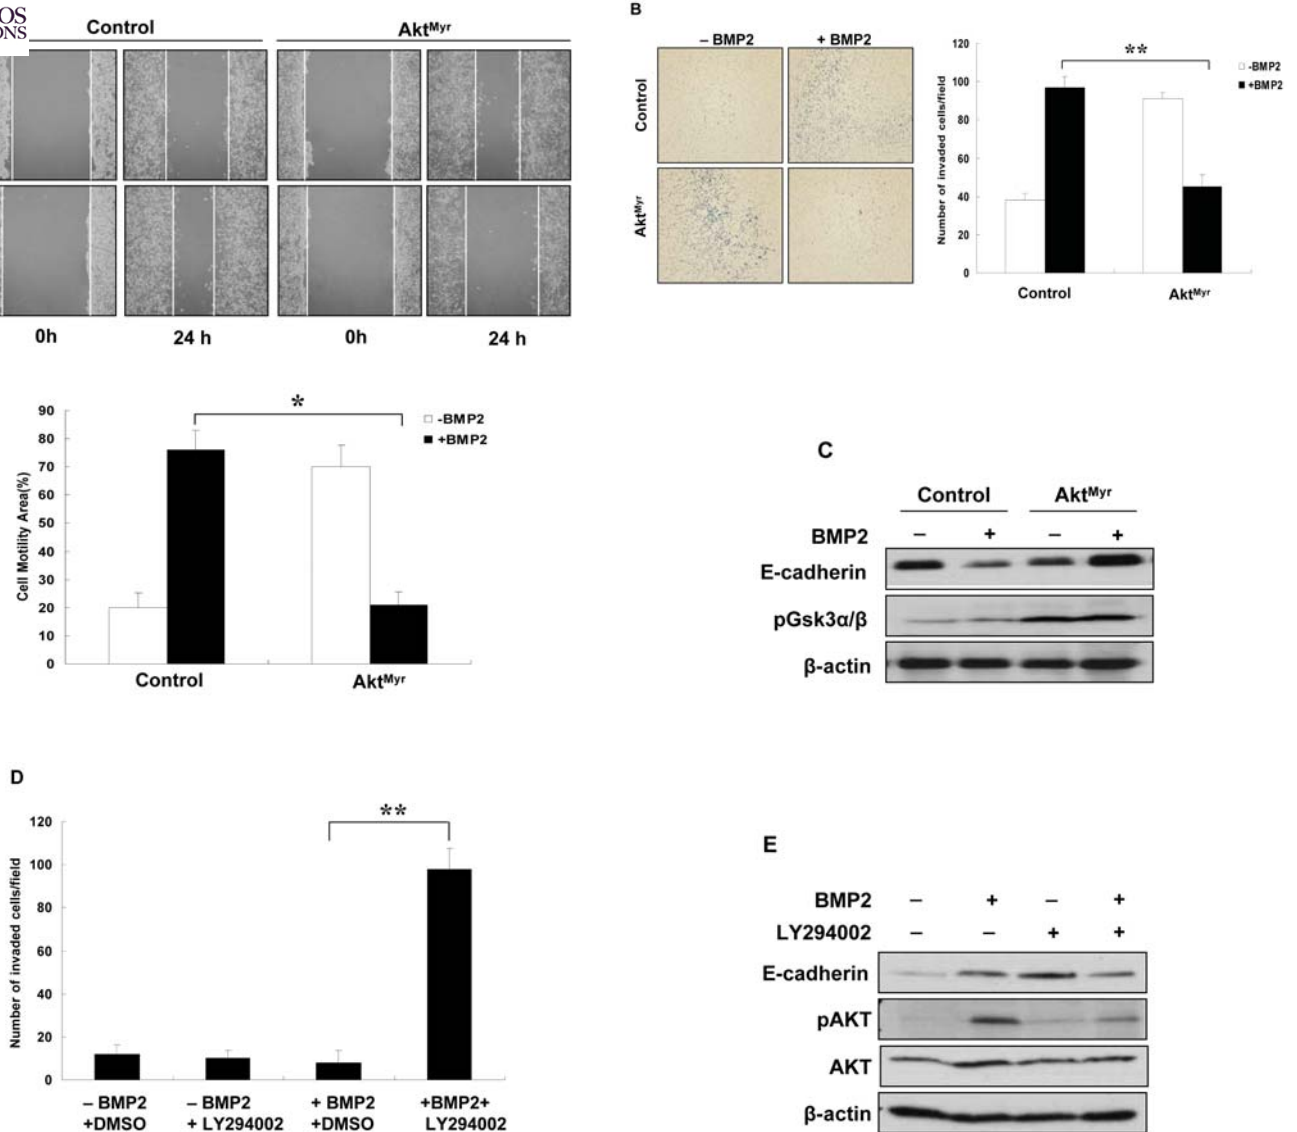 OS
ONS
Control
Akt^Myr
0h
24 h
0h
24 h
90
80
70
60
50
40
30
20
10
0
Cell Motility Area(%)
*
-BMP2
+BMP2
Control
Akt^Myr
B
– BMP2
+ BMP2
Control
Akt^Myr
120
100
80
60
40
20
0
Number of invaded cells/field
**
-BMP2
+BMP2
Control
Akt^Myr
C
Control
Akt^Myr
BMP2 – + – +
E-cadherin
pGsk3α/β
β-actin
D
120
100
80
60
40
20
0
Number of invaded cells/field
**
– BMP2
+DMSO
– BMP2
+ LY294002
+ BMP2
+DMSO
+BMP2+
LY294002
E
BMP2 – + – +
LY294002 – – + +
E-cadherin
pAKT
AKT
β-actin